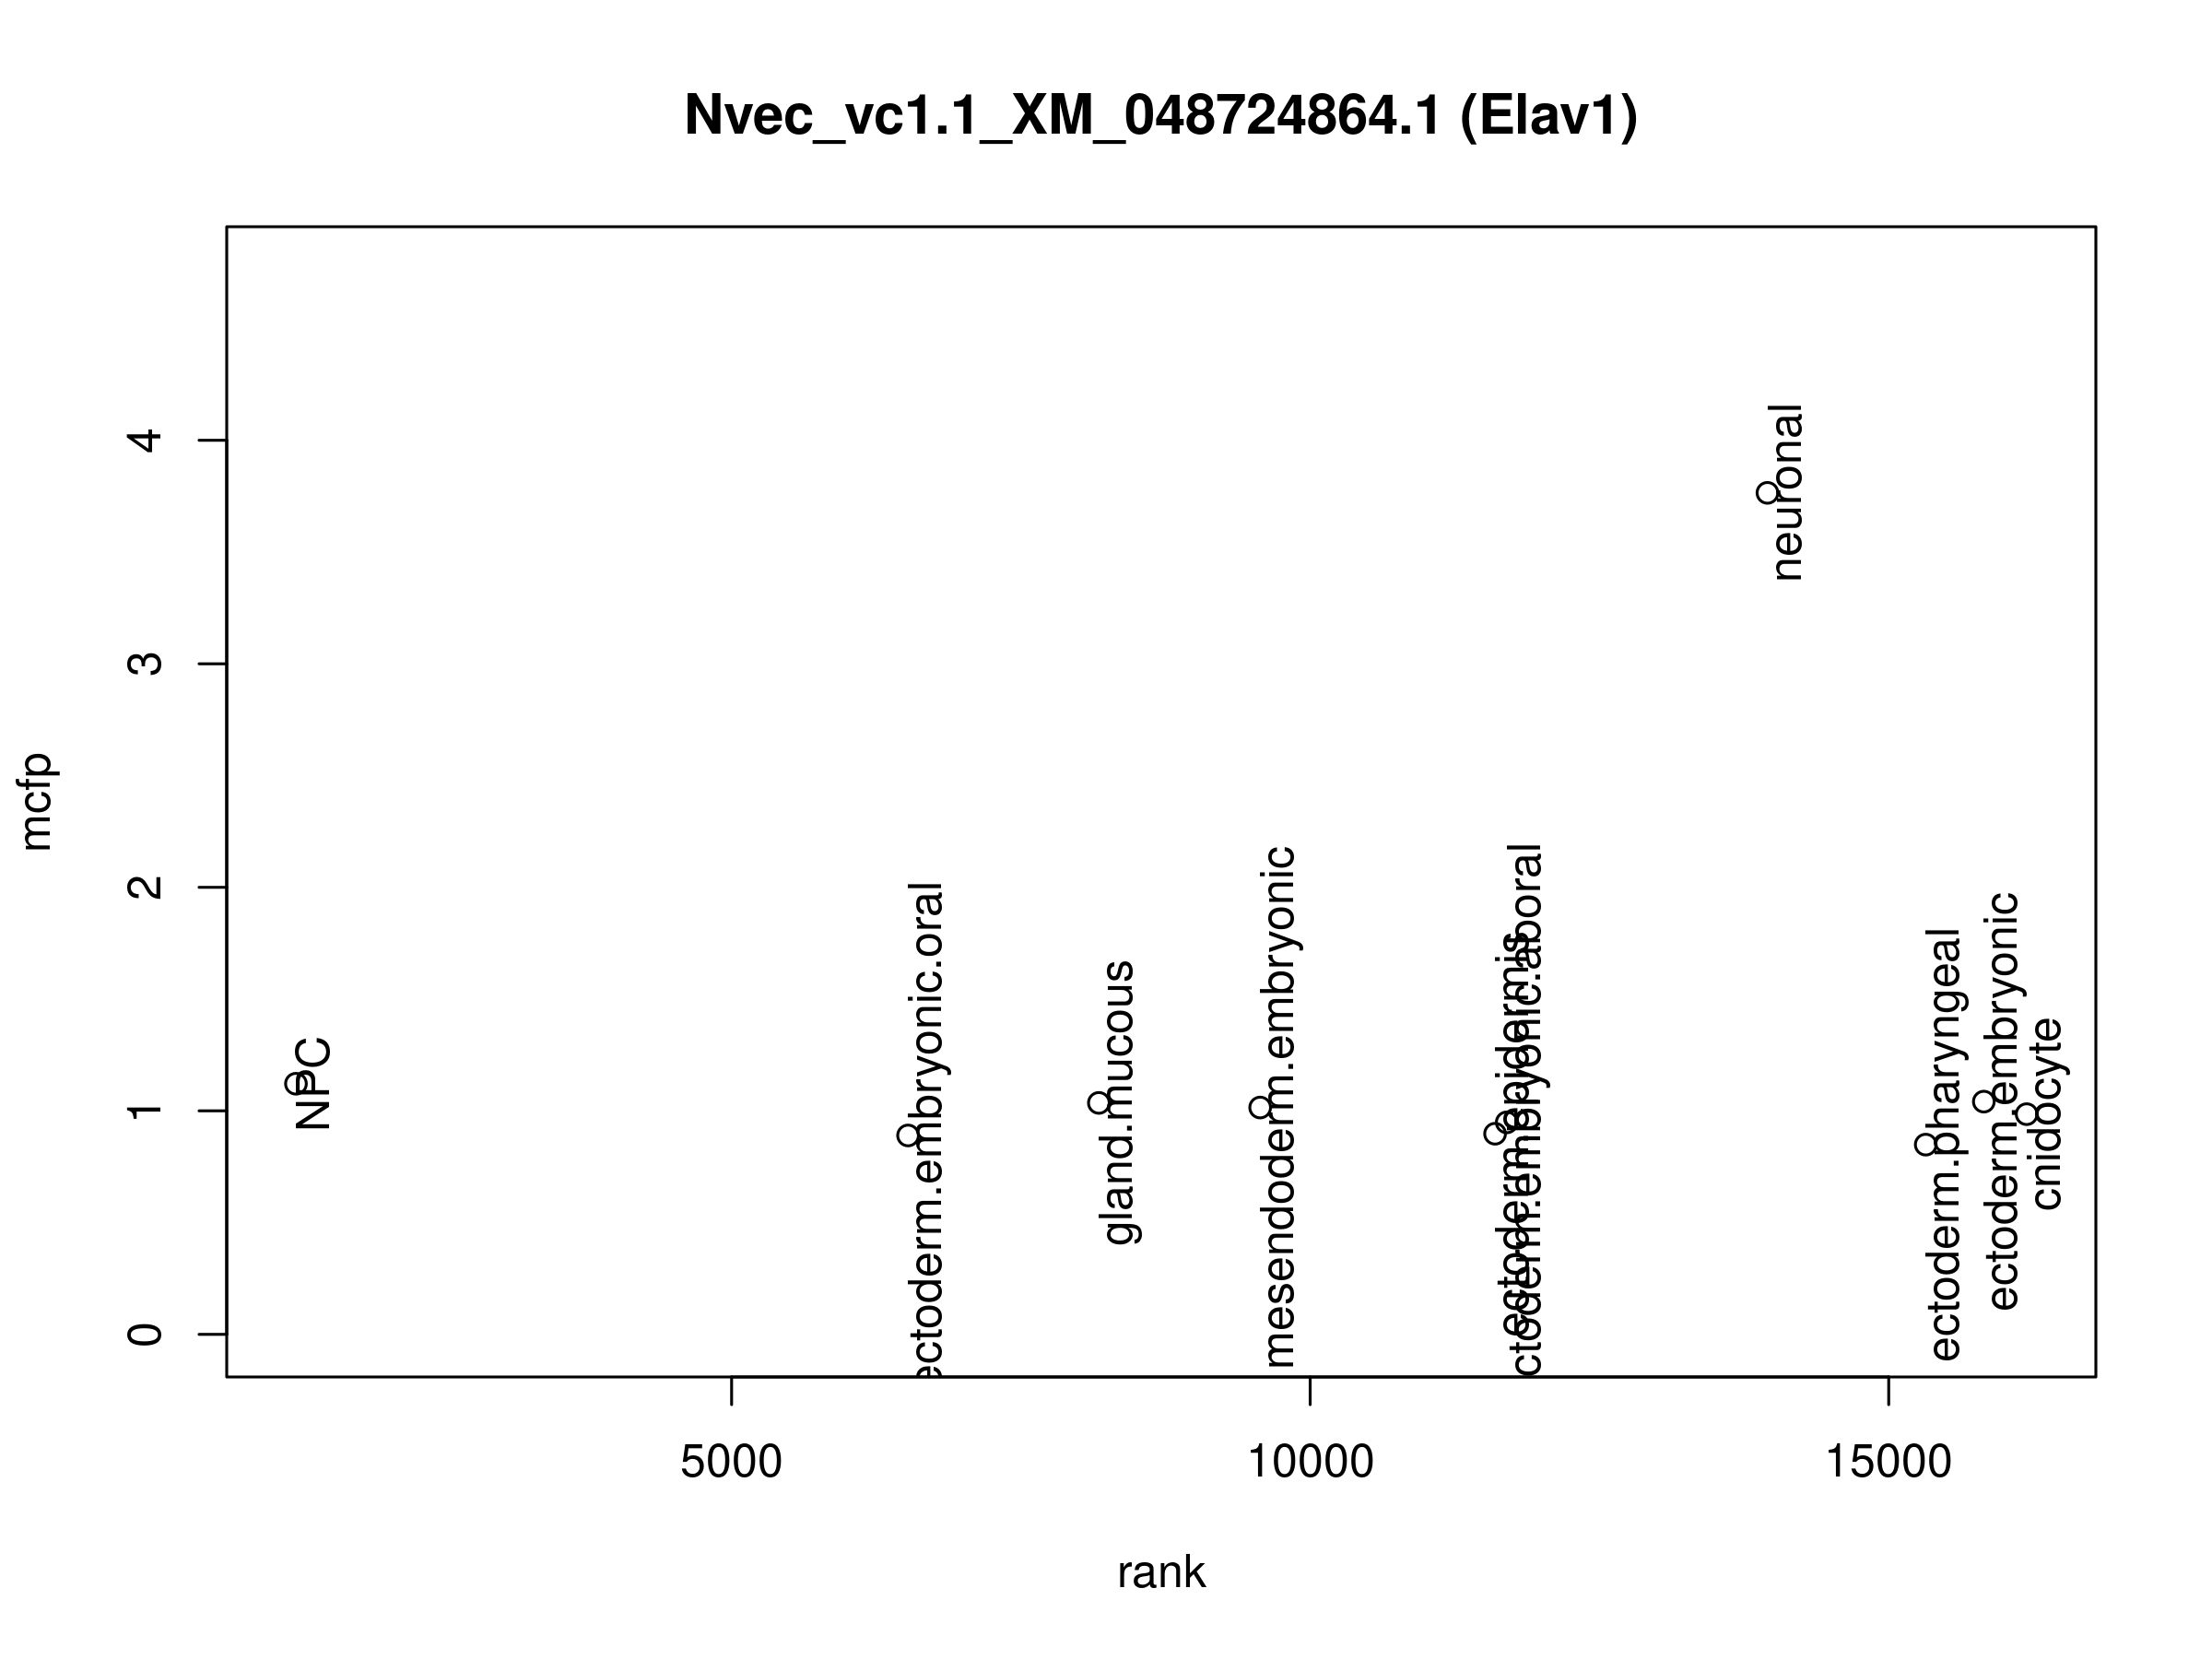 Nvec_vc1.1_XM_048724864.1 (Elav1)
mcfp
4
3
2
1
0
neuronal
NPC
ectoderm.embryonic.oral
gland.mucous
mesendoderm.embryonic
ectoderm.epidermis
ctoderm.embryonic.aboral
ectoderm.pharyngeal
ectoderm.embryonic
cnidocyte
5000
10000
15000
rank